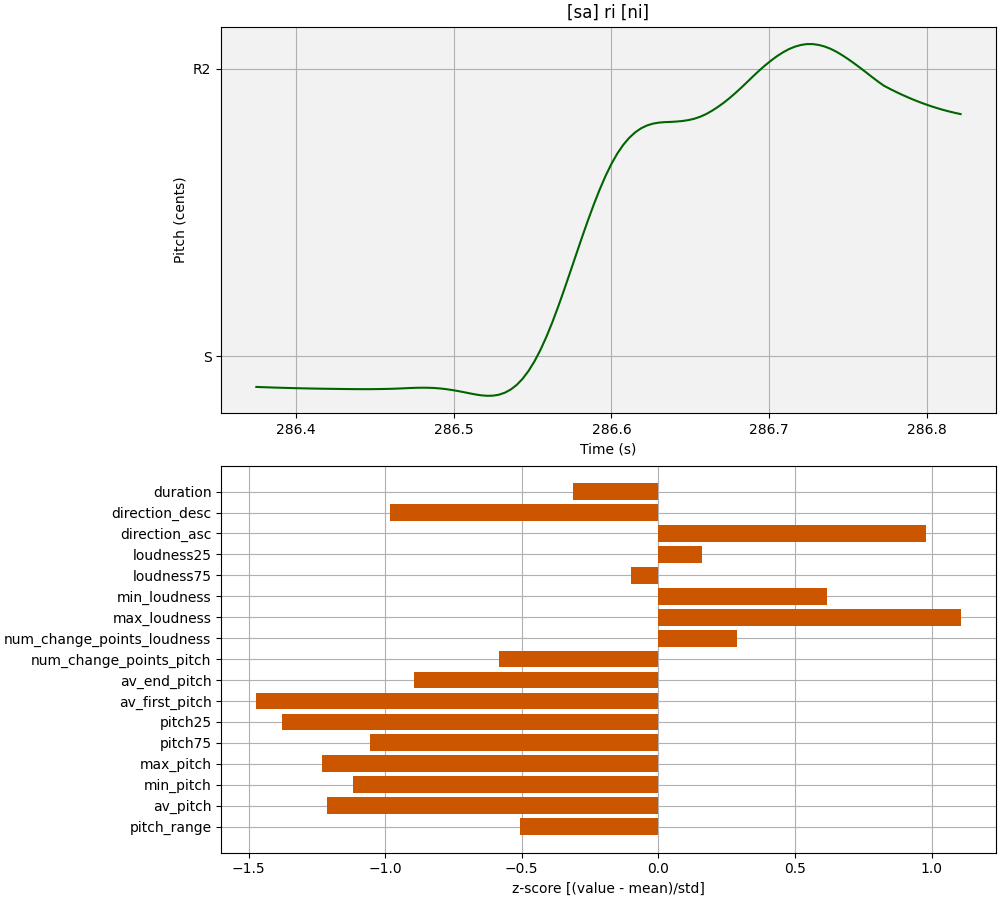 [sa] ri [ni]
R2
S
Pitch (cents)
286.4 286.5 286.6 286.7 286.8
Time (s)
duration
direction_desc
direction_asc
loudness25
loudness75
min_loudness
max_loudness
num_change_points_loudness
num_change_points_pitch
av_end_pitch
av_first_pitch
pitch25
pitch75
max_pitch
min_pitch
av_pitch
pitch_range
−1.5 −1.0 −0.5 0.0 0.5 1.0
z-score [(value - mean)/std]